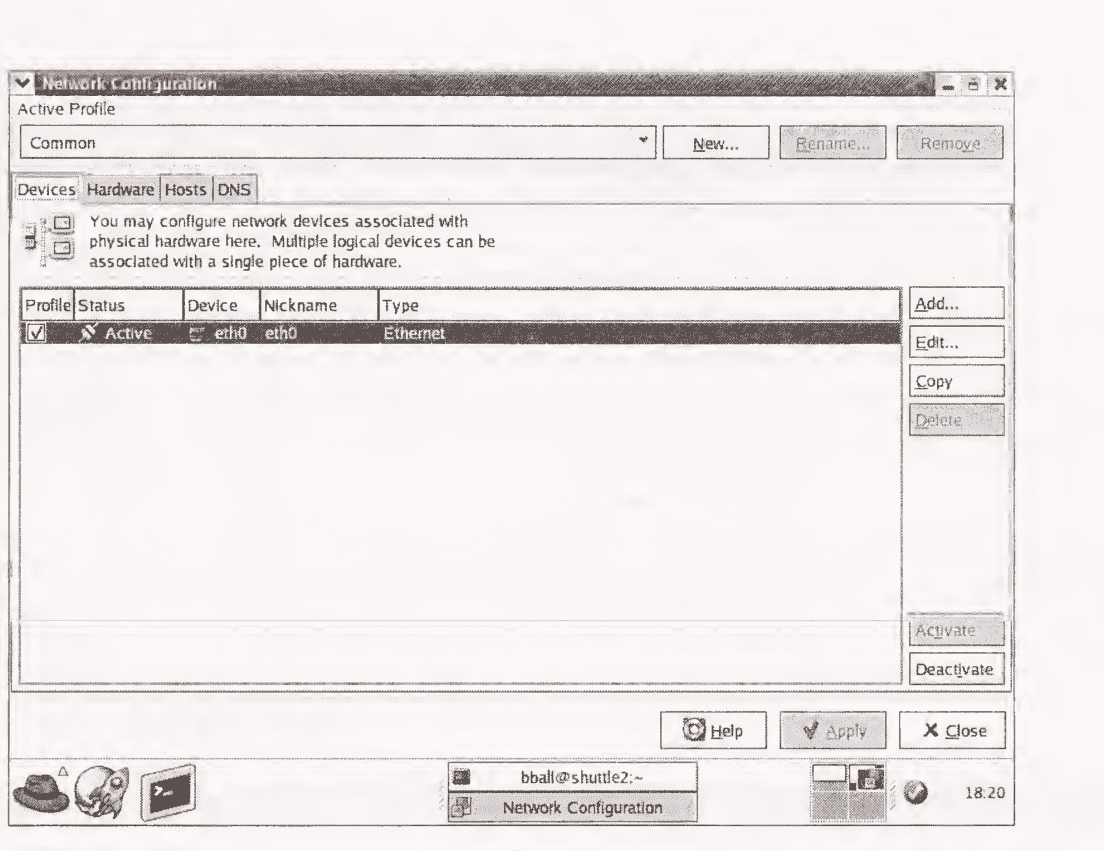 Network Configuration
Active Profile
Common
New...
Rename...
Remove
Devices Hardware Hosts DNS
You may configure network devices associated with
physical hardware here. Multiple logical devices can be
associated with a single piece of hardware.
Profile Status Device Nickname Type
Active eth0 eth0 Ethernet
Add...
Edit...
Copy
Delete
Activate
Deactivate
Help
Apply
Close
bball@shuttle2:~
Network Configuration
18:20